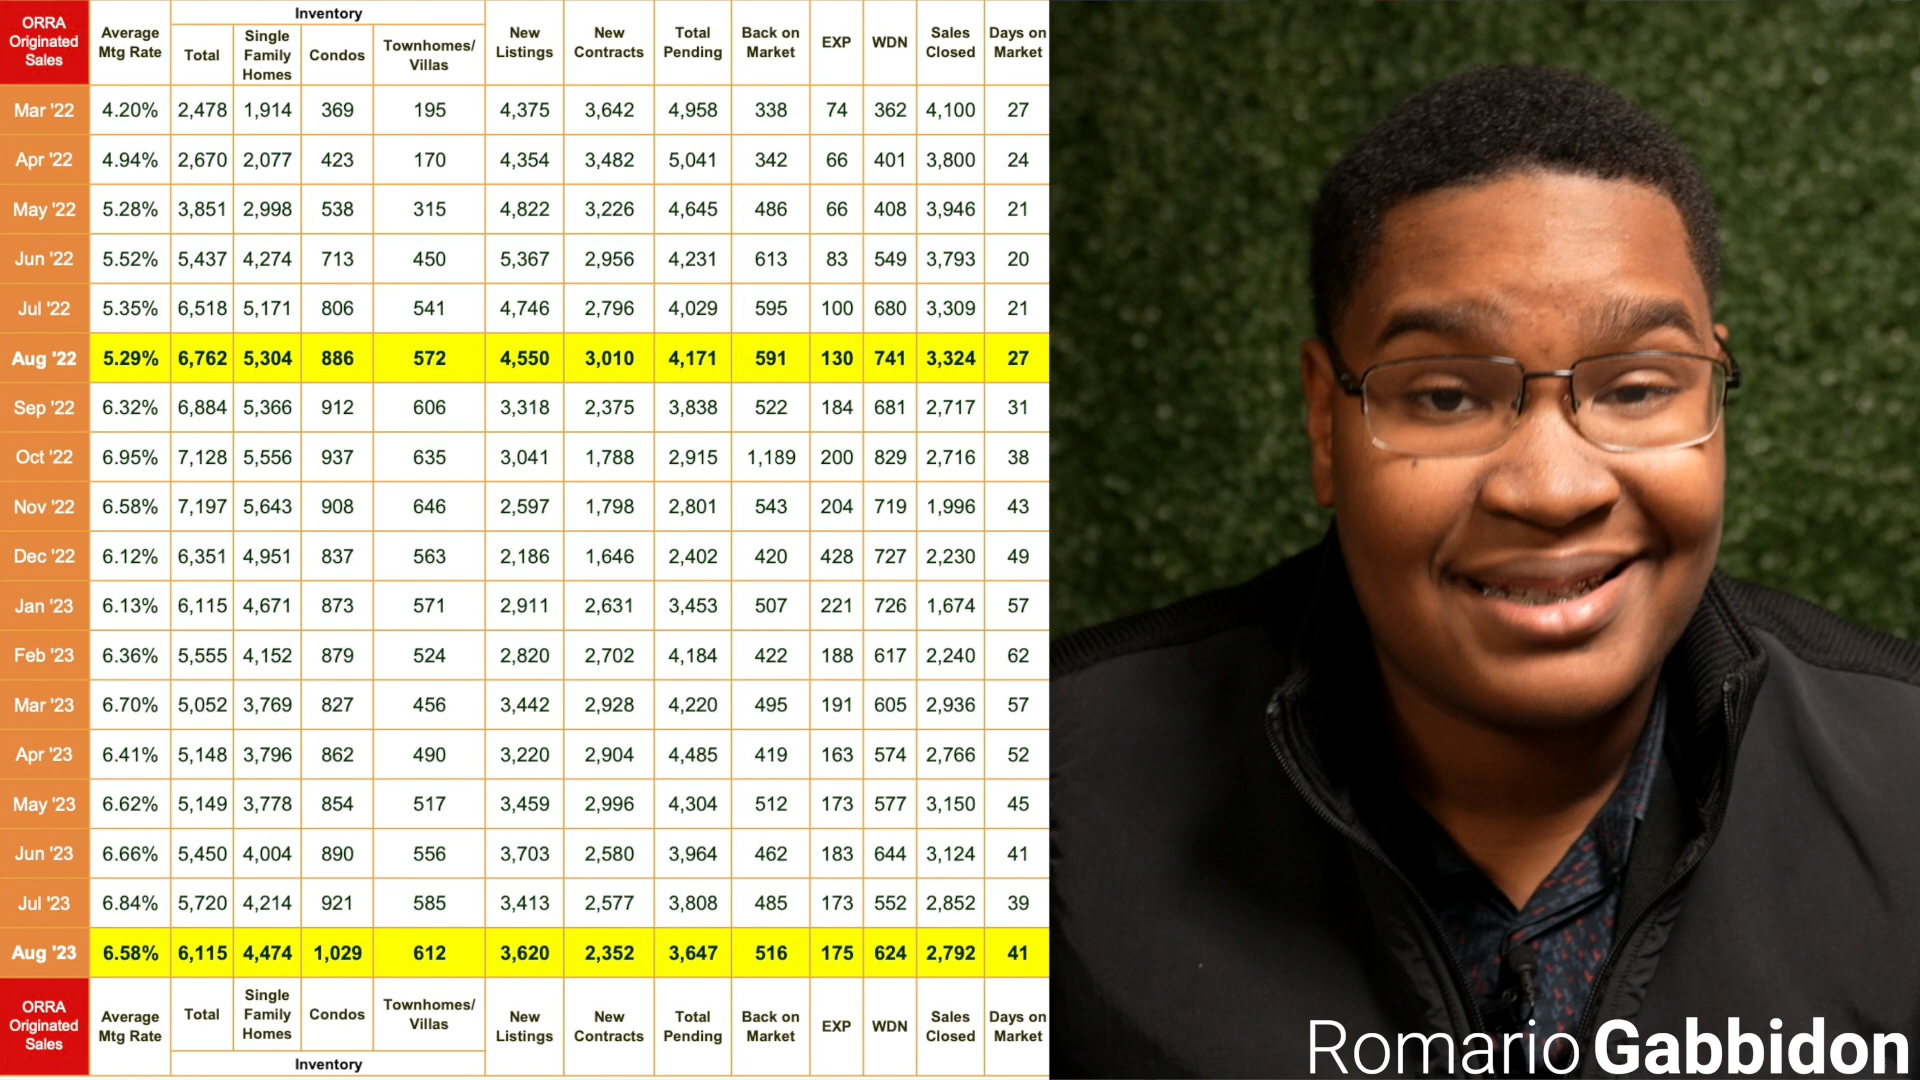 ORRA Originated Sales
Average Mtg Rate
Inventory
Total
Single Family Homes
Condos
Townhomes/ Villas
New Listings
New Contracts
Total Pending
Back on Market
EXP
WDN
Sales Closed
Days on Market
Mar '22 4.20% 2,478 1,914 369 195 4,375 3,642 4,958 338 74 362 4,100 27
Apr '22 4.94% 2,670 2,077 423 170 4,354 3,482 5,041 342 66 401 3,800 24
May '22 5.28% 3,851 2,998 538 315 4,822 3,226 4,645 486 66 408 3,946 21
Jun '22 5.52% 5,437 4,274 713 450 5,367 2,956 4,231 613 83 549 3,793 20
Jul '22 5.35% 6,518 5,171 806 541 4,746 2,796 4,029 595 100 680 3,309 21
Aug '22 5.29% 6,762 5,304 886 572 4,550 3,010 4,171 591 130 741 3,324 27
Sep '22 6.32% 6,884 5,366 912 606 3,318 2,375 3,838 522 184 681 2,717 31
Oct '22 6.95% 7,128 5,556 937 635 3,041 1,788 2,915 1,189 200 829 2,716 38
Nov '22 6.58% 7,197 5,643 908 646 2,597 1,798 2,801 543 204 719 1,996 43
Dec '22 6.12% 6,351 4,951 837 563 2,186 1,646 2,402 420 428 727 2,230 49
Jan '23 6.13% 6,115 4,671 873 571 2,911 2,631 3,453 507 221 726 1,674 57
Feb '23 6.36% 5,555 4,152 879 524 2,820 2,702 4,184 422 188 617 2,240 62
Mar '23 6.70% 5,052 3,769 827 456 3,442 2,928 4,220 495 191 605 2,936 57
Apr '23 6.41% 5,148 3,796 862 490 3,220 2,904 4,485 419 163 574 2,766 52
May '23 6.62% 5,149 3,778 854 517 3,459 2,996 4,304 512 173 577 3,150 45
Jun '23 6.66% 5,450 4,004 890 556 3,703 2,580 3,964 462 183 644 3,124 41
Jul '23 6.84% 5,720 4,214 921 585 3,413 2,577 3,808 485 173 552 2,852 39
Aug '23 6.58% 6,115 4,474 1,029 612 3,620 2,352 3,647 516 175 624 2,792 41
ORRA Originated Sales
Average Mtg Rate
Total
Single Family Homes
Condos
Townhomes/ Villas
Inventory
New Listings
New Contracts
Total Pending
Back on Market
EXP
WDN
Sales Closed
Days on Market
Romario Gabbidon